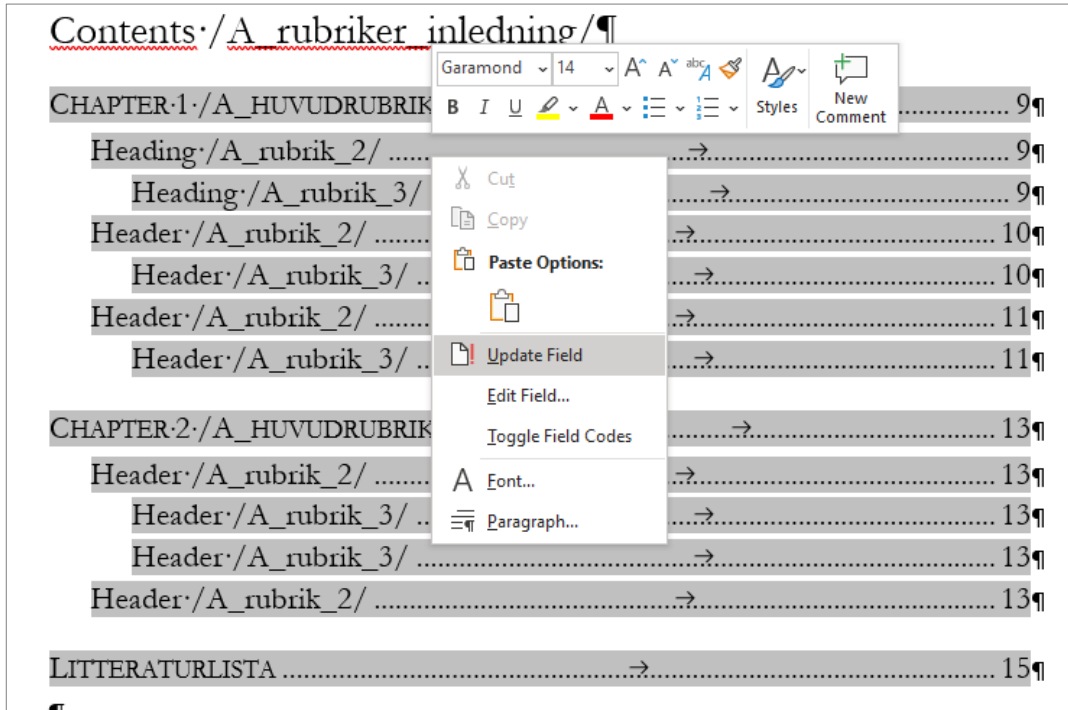 Contents·/A_rubriker_inledning/¶
Garamond 14 A A abcA
B I U A Styles New Comment
CHAPTER·1·/A_HUVUDRUBRIK ................ 9¶
Heading·/A_rubrik_2/ ................→................ 9¶
Heading·/A_rubrik_3/ ................→................ 9¶
Header·/A_rubrik_2/ ................→................ 10¶
Header·/A_rubrik_3/ ................→................ 10¶
Header·/A_rubrik_2/ ................→................ 11¶
Header·/A_rubrik_3/ ................→................ 11¶
CHAPTER·2·/A_HUVUDRUBRIK ................→................ 13¶
Header·/A_rubrik_2/ ................→................ 13¶
Header·/A_rubrik_3/ ................→................ 13¶
Header·/A_rubrik_3/ ................→................ 13¶
Header·/A_rubrik_2/ ................→................ 13¶
LITTERATURLISTA ................→................ 15¶
¶
Cut
Copy
Paste Options:
Update Field
Edit Field...
Toggle Field Codes
Font...
Paragraph...